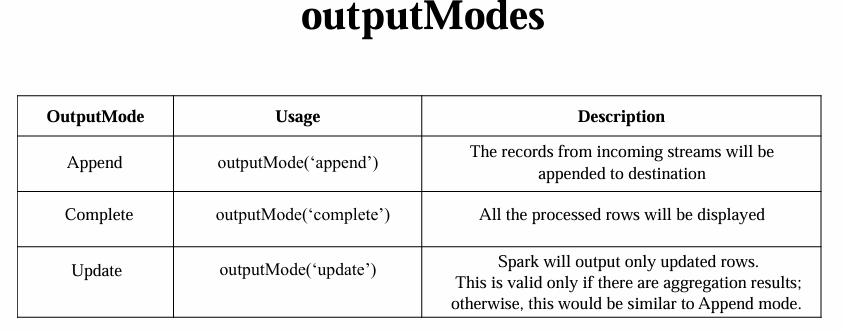 outputModes
OutputMode Usage Description
Append outputMode(‘append’) The records from incoming streams will be
appended to destination
Complete outputMode(‘complete’) All the processed rows will be displayed
Update outputMode(‘update’) Spark will output only updated rows.
This is valid only if there are aggregation results;
otherwise, this would be similar to Append mode.